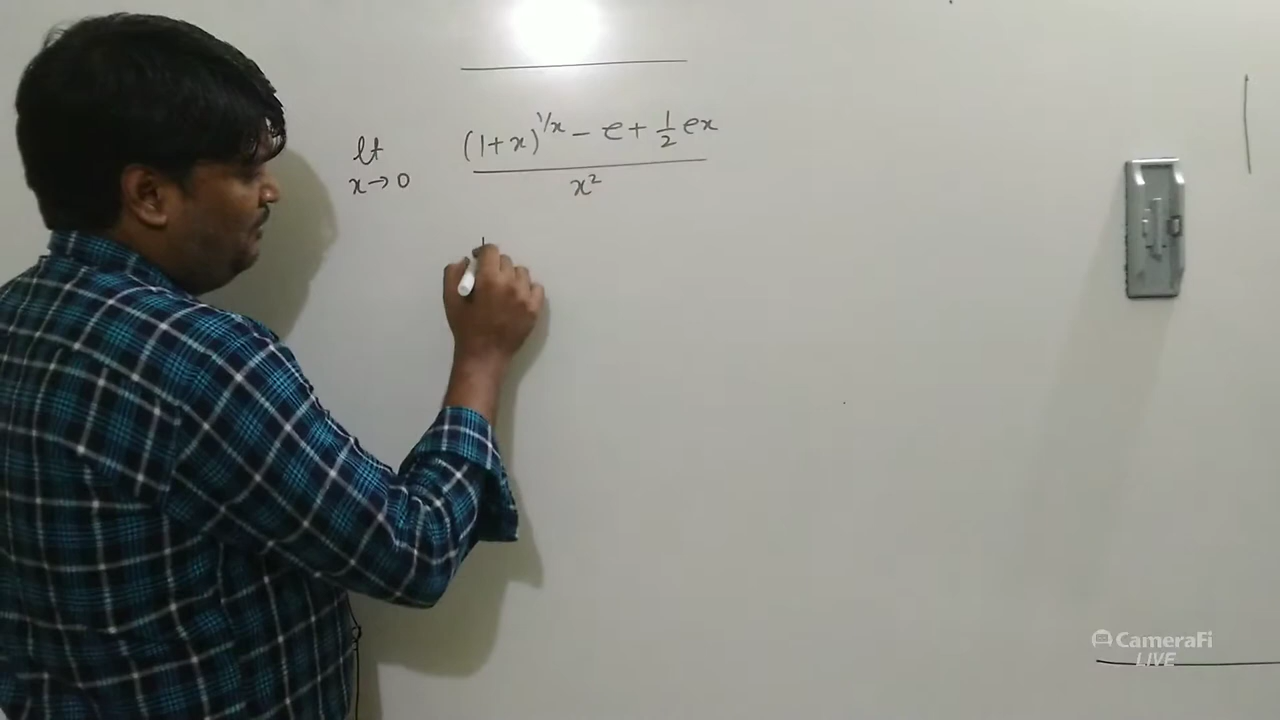 lt x→0 (1+x)^{1/x} - e + 1/2 ex
x²
CameraFi
LIVE